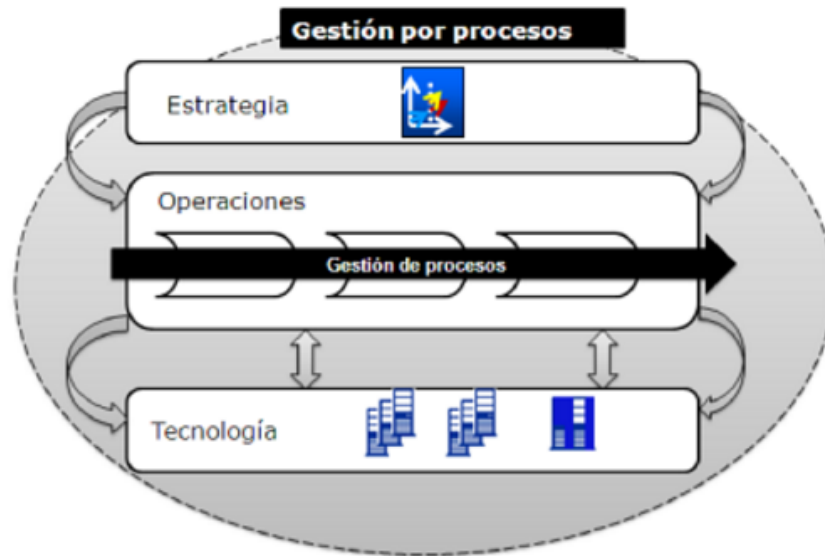 Gestión por procesos
Estrategia
Operaciones
Gestión de procesos
Tecnología